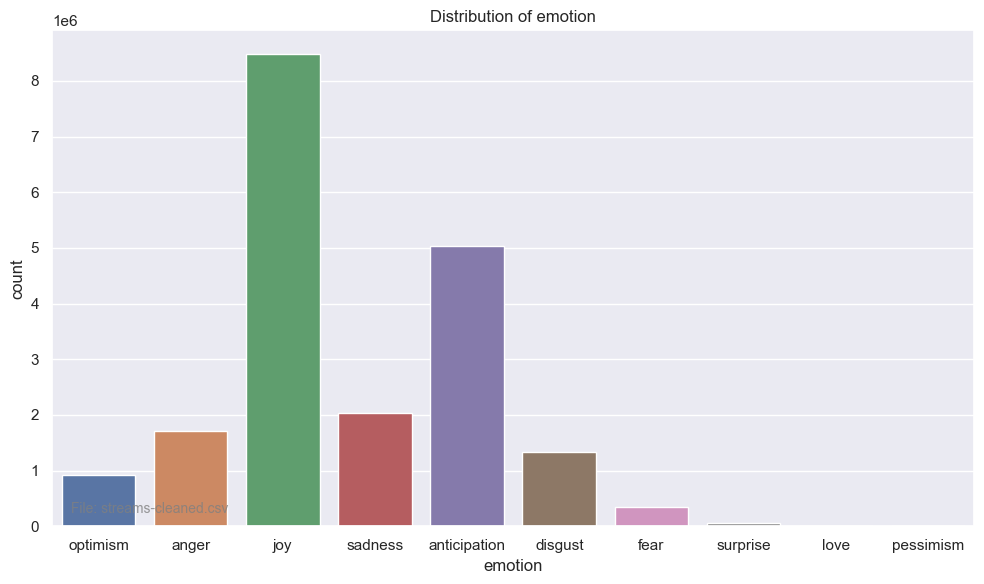 Distribution of emotion
1e6
8
7
6
5
4
3
2
1
0
count
File: streams-cleaned.csv
optimism anger joy sadness anticipation disgust fear surprise love pessimism
emotion